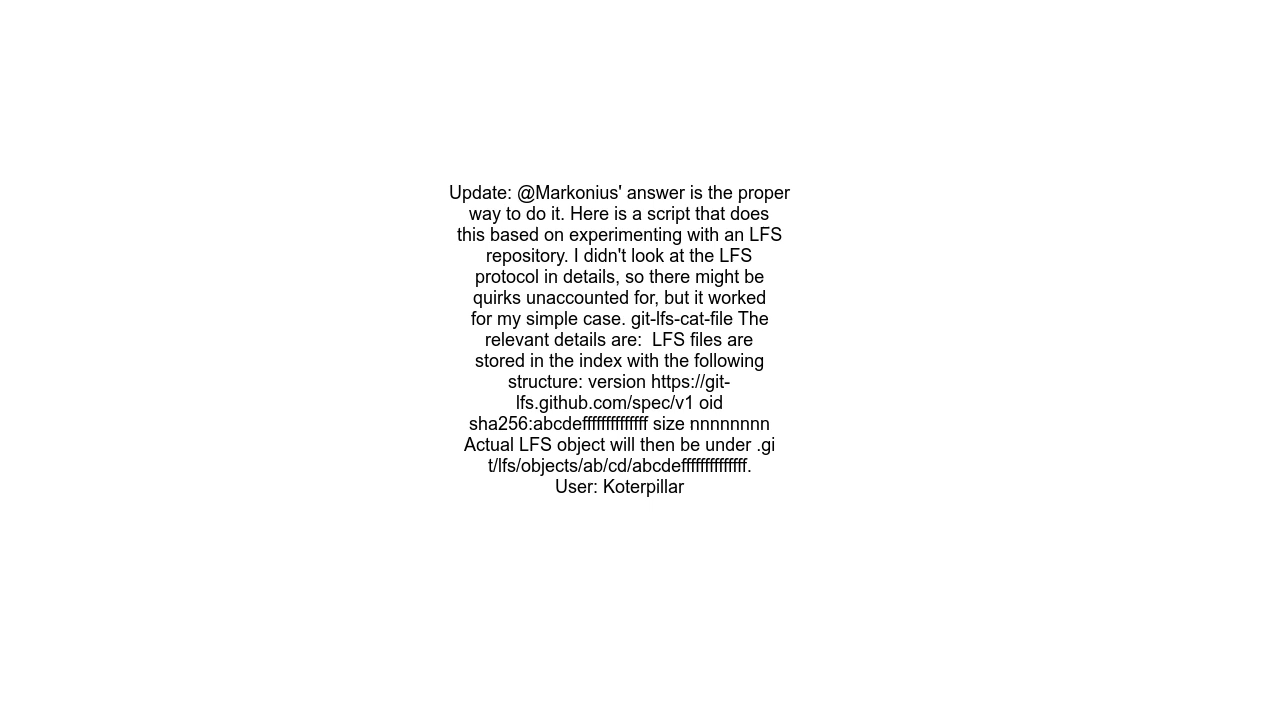 Update: @Markonius' answer is the proper
way to do it. Here is a script that does
this based on experimenting with an LFS
repository. I didn't look at the LFS
protocol in details, so there might be
quirks unaccounted for, but it worked
for my simple case. git-lfs-cat-file The
relevant details are:  LFS files are
stored in the index with the following
structure: version https://git-
lfs.github.com/spec/v1 oid
sha256:abcdefffffffffffffff size nnnnnnnn
Actual LFS object will then be under .gi
t/lfs/objects/ab/cd/abcdefffffffffffffff.
User: Koterpillar